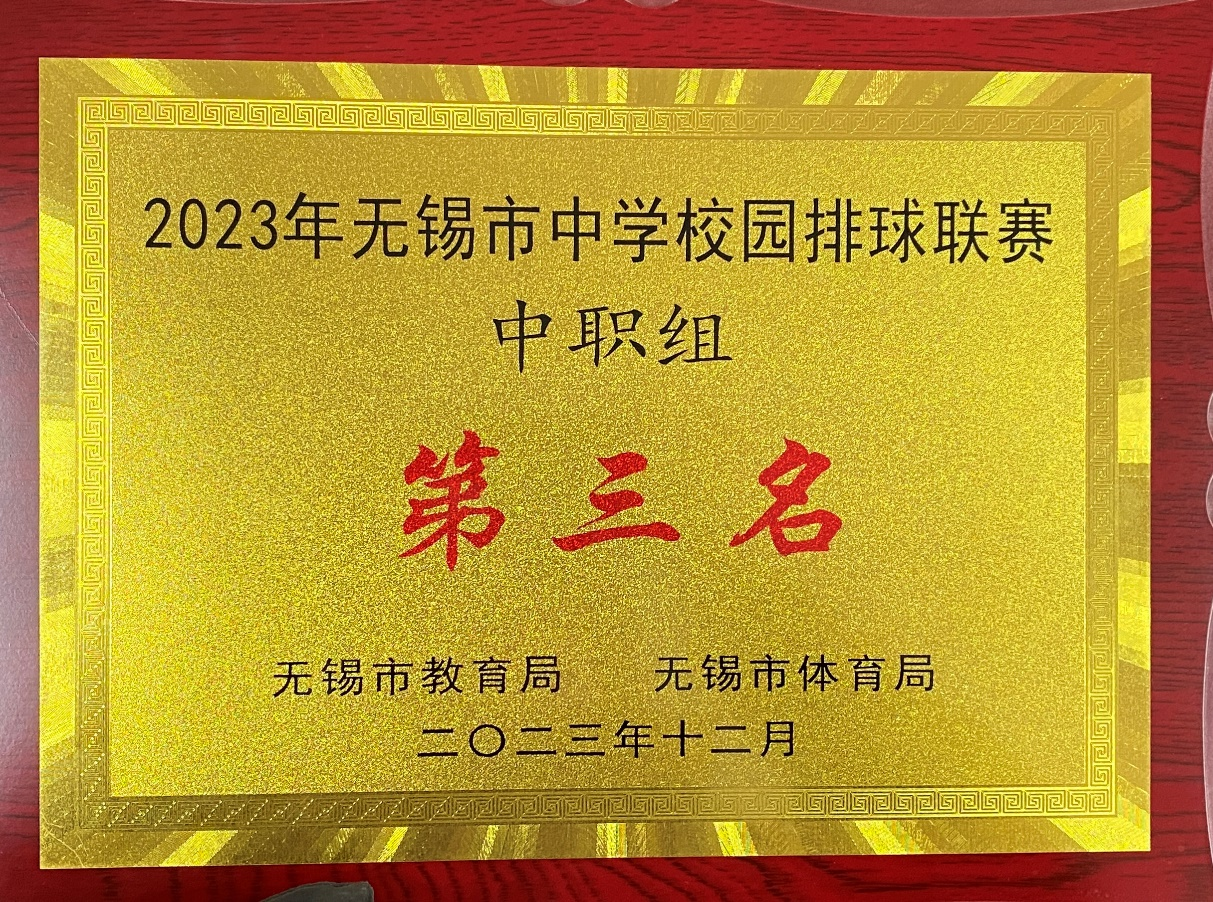 2023年无锡市中学校园排球联赛
中职组
第三名
无锡市教育局 无锡市体育局
二〇二三年十二月